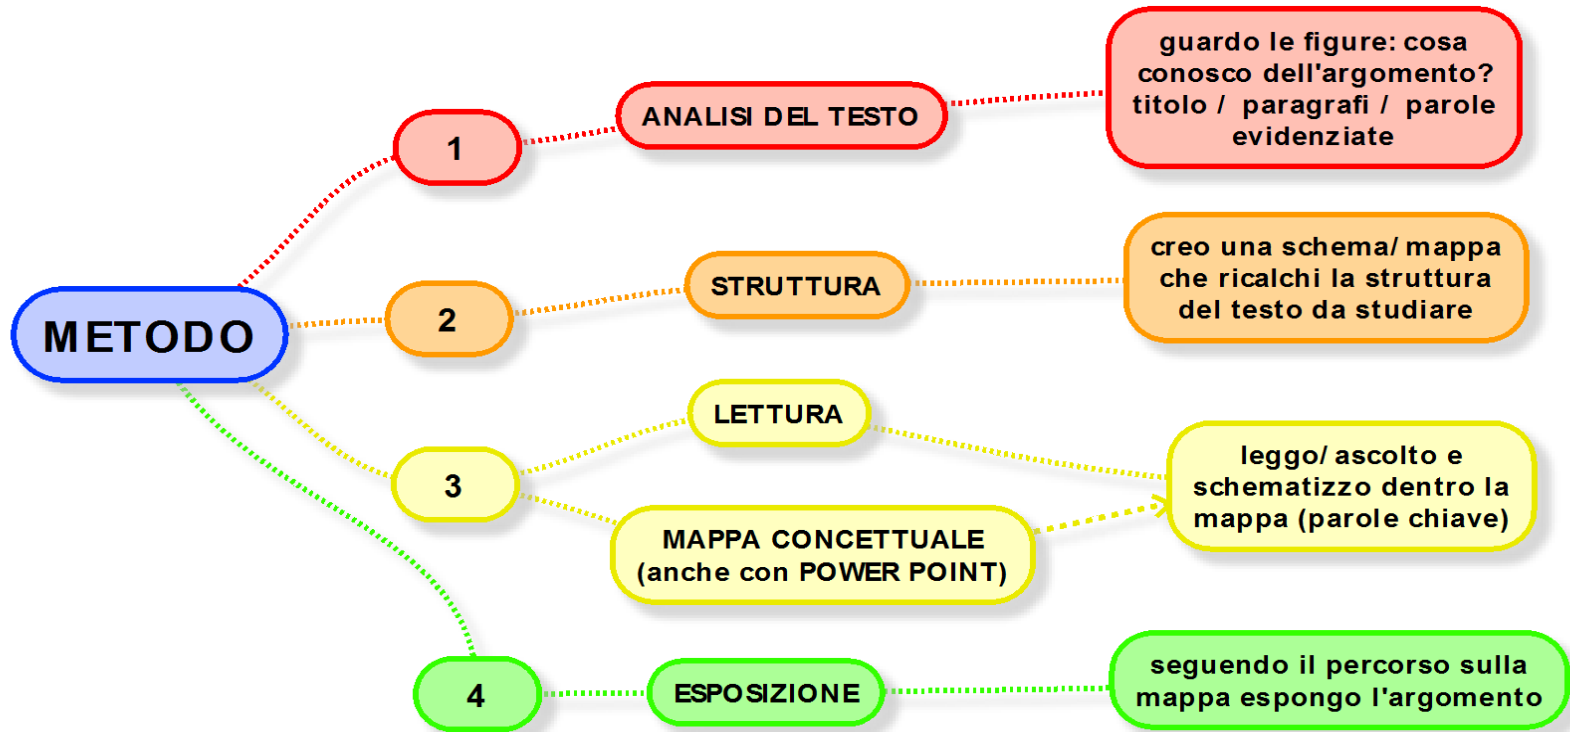 METODO
1
ANALISI DEL TESTO
guardo le figure: cosa
conosco dell'argomento?
titolo / paragrafi / parole
evidenziate
2
STRUTTURA
creo una schema/ mappa
che ricalchi la struttura
del testo da studiare
3
LETTURA
MAPPA CONCETTUALE
(anche con POWER POINT)
leggo/ ascolto e
schematizzo dentro la
mappa (parole chiave)
4
ESPOSIZIONE
seguendo il percorso sulla
mappa espongo l'argomento